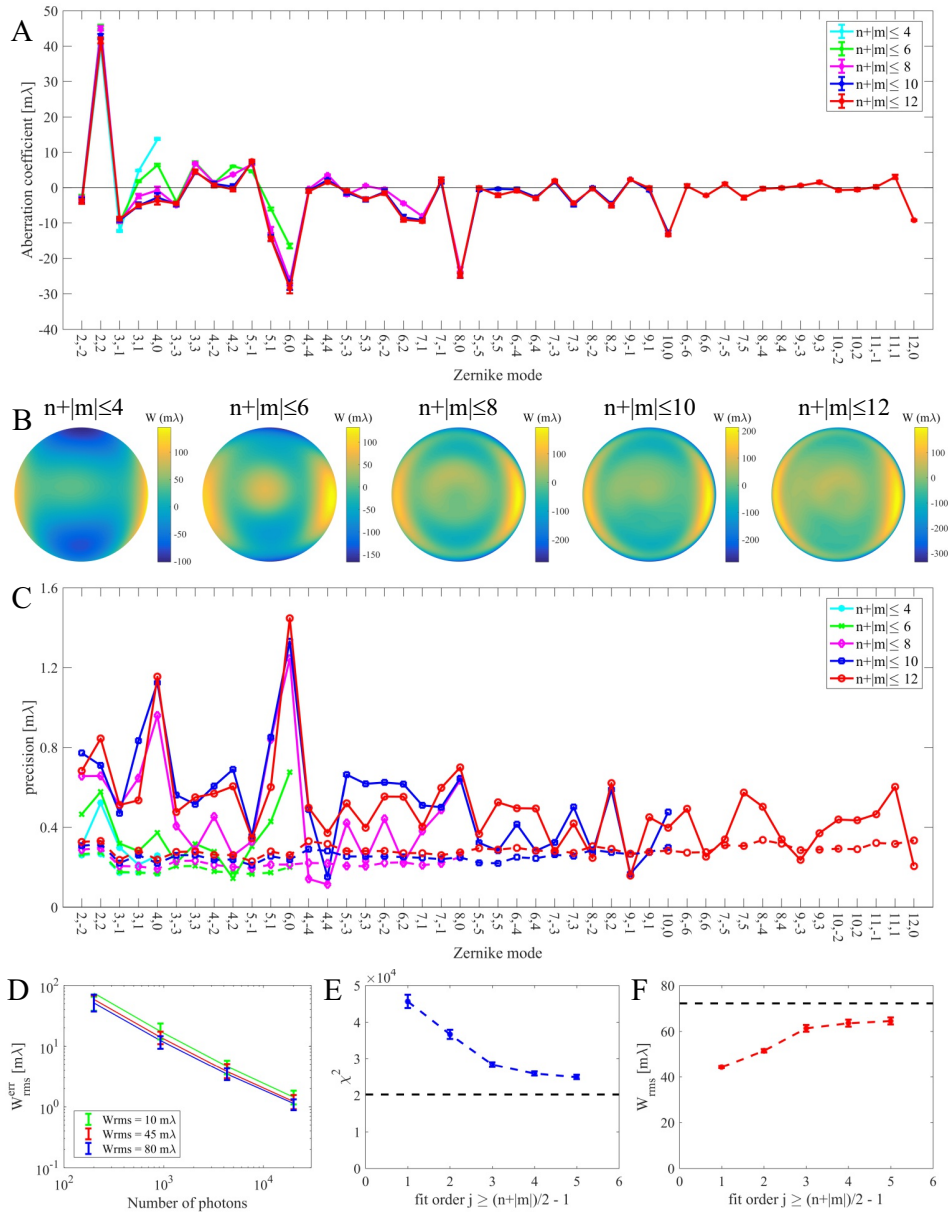 A
50
40
30
20
10
0
-10
-20
-30
-40
Aberration coefficient [mλ]
n+|m|≤ 4
n+|m|≤ 6
n+|m|≤ 8
n+|m|≤ 10
n+|m|≤ 12
2,-2 2,2 3,-1 3,1 4,0 3,-3 3,3 4,-2 4,2 5,-1 5,1 6,0 4,-4 4,4 5,-3 5,3 6,-2 6,2 7,1 7,-1 8,0 5,-5 5,5 6,-4 6,4 7,-3 7,3 8,-2 8,2 9,-1 9,1 10,0 6,-6 6,6 7,-5 7,5 8,-4 8,4 9,-3 9,3 10,-2 10,2 11,-1 11,1 12,0
Zernike mode
B
n+|m|≤4 n+|m|≤6 n+|m|≤8 n+|m|≤10 n+|m|≤12
W (mλ) W (mλ) W (mλ) W (mλ) W (mλ)
100 50 0 -50 -100
100 50 0 -50 -100 -150
100 0 -100 -200
200 100 0 -100 -200
200 100 0 -100 -200 -300
C
1.6
1.2
0.8
0.4
0
precision [mλ]
n+|m|≤ 4
n+|m|≤ 6
n+|m|≤ 8
n+|m|≤ 10
n+|m|≤ 12
2,-2 2,2 3,-1 3,1 4,0 3,-3 3,3 4,-2 4,2 5,-1 5,1 6,0 4,-4 4,4 5,-3 5,3 6,-2 6,2 7,1 7,-1 8,0 5,-5 5,5 6,-4 6,4 7,-3 7,3 8,-2 8,2 9,-1 9,1 10,0 6,-6 6,6 7,-5 7,5 8,-4 8,4 9,-3 9,3 10,-2 10,2 11,-1 11,1 12,0
Zernike mode
D
10²
10¹
10⁰
10⁻¹
W^err_rms [mλ]
Wrms = 10 mλ
Wrms = 45 mλ
Wrms = 80 mλ
10² 10³ 10⁴
Number of photons
E
×10⁴
5
4
3
2
1
0
χ²
0 1 2 3 4 5 6
fit order j ≥ (n+|m|)/2 - 1
F
80
60
40
20
0
W_rms [mλ]
0 1 2 3 4 5 6
fit order j ≥ (n+|m|)/2 - 1